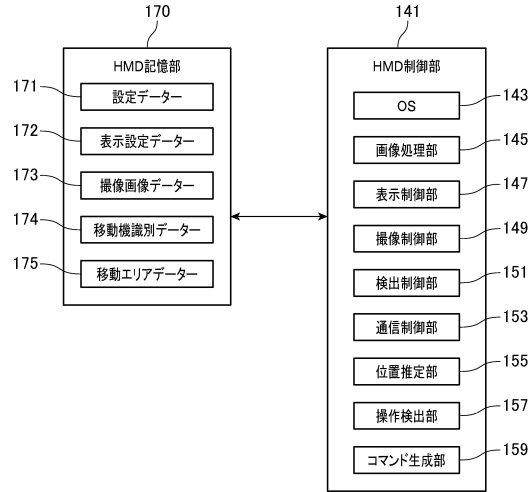 170
HMD記憶部
171
設定データー
172
表示設定データー
173
撮像画像データー
174
移動機識別データー
175
移動エリアデーター
141
HMD制御部
OS
143
画像処理部
145
表示制御部
147
撮像制御部
149
検出制御部
151
通信制御部
153
位置推定部
155
操作検出部
157
コマンド生成部
159